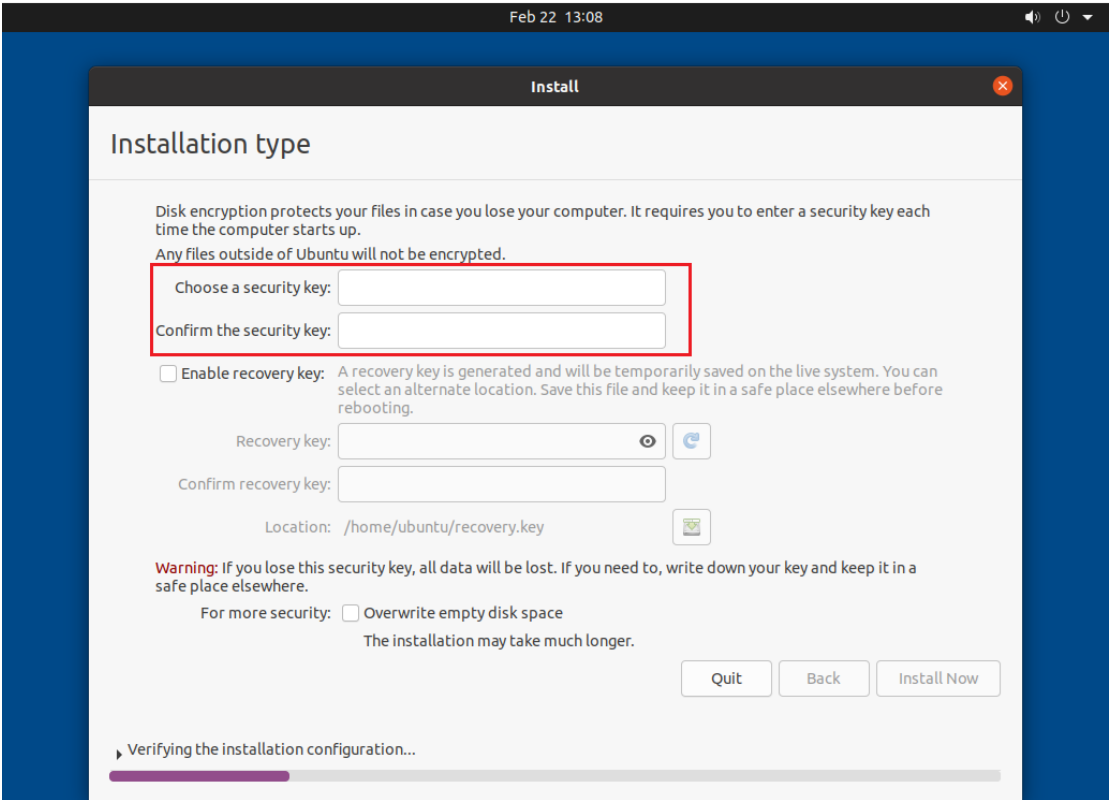 Feb 22 13:08
Install
Installation type
Disk encryption protects your files in case you lose your computer. It requires you to enter a security key each
time the computer starts up.
Any files outside of Ubuntu will not be encrypted.
Choose a security key:
Confirm the security key:
Enable recovery key: A recovery key is generated and will be temporarily saved on the live system. You can
select an alternate location. Save this file and keep it in a safe place elsewhere before
rebooting.
Recovery key:
Confirm recovery key:
Location: /home/ubuntu/recovery.key
Warning: If you lose this security key, all data will be lost. If you need to, write down your key and keep it in a
safe place elsewhere.
For more security: Overwrite empty disk space
The installation may take much longer.
Quit Back Install Now
Verifying the installation configuration...